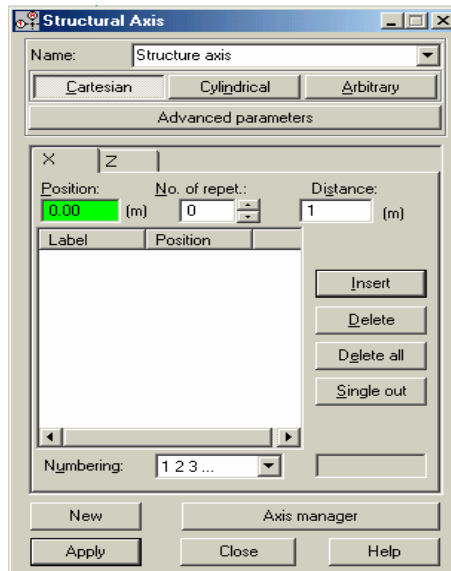 Structural Axis
Name: Structure axis
Cartesian Cylindrical Arbitrary
Advanced parameters
X Z
Position: No. of repet.: Distance:
0.00 (m) 0 1 (m)
Label Position
Insert
Delete
Delete all
Single out
Numbering: 1 2 3 ...
New Axis manager
Apply Close Help